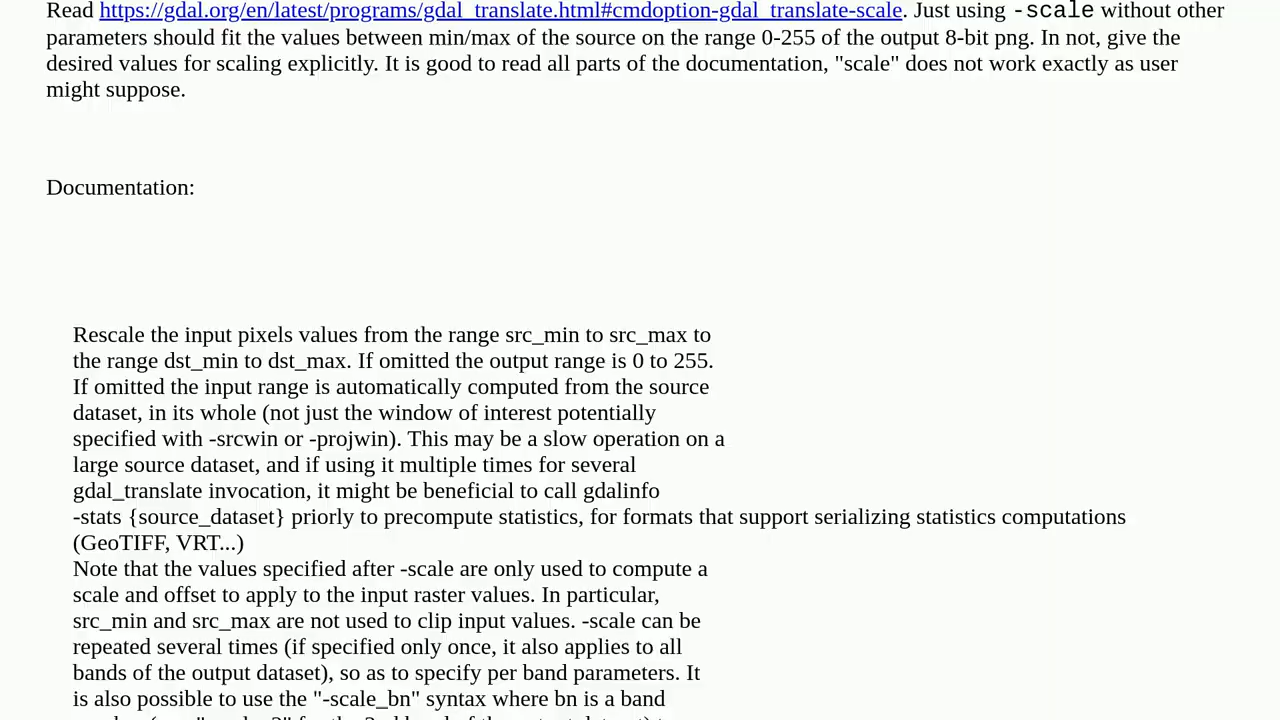 Read https://gdal.org/en/latest/programs/gdal_translate.html#cmdoption-gdal_translate-scale. Just using -scale without other
parameters should fit the values between min/max of the source on the range 0-255 of the output 8-bit png. In not, give the
desired values for scaling explicitly. It is good to read all parts of the documentation, "scale" does not work exactly as user
might suppose.
Documentation:
Rescale the input pixels values from the range src_min to src_max to
the range dst_min to dst_max. If omitted the output range is 0 to 255.
If omitted the input range is automatically computed from the source
dataset, in its whole (not just the window of interest potentially
specified with -srcwin or -projwin). This may be a slow operation on a
large source dataset, and if using it multiple times for several
gdal_translate invocation, it might be beneficial to call gdalinfo
-stats {source_dataset} priorly to precompute statistics, for formats that support serializing statistics computations
(GeoTIFF, VRT...)
Note that the values specified after -scale are only used to compute a
scale and offset to apply to the input raster values. In particular,
src_min and src_max are not used to clip input values. -scale can be
repeated several times (if specified only once, it also applies to all
bands of the output dataset), so as to specify per band parameters. It
is also possible to use the "-scale_bn" syntax where bn is a band